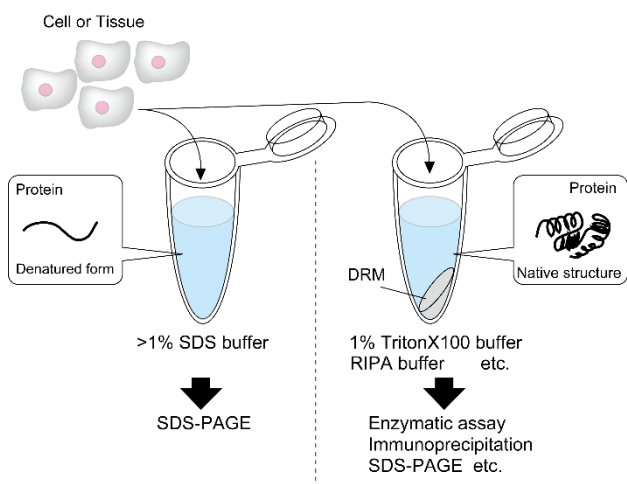 Cell or Tissue
Protein
Denatured form
>1% SDS buffer
SDS-PAGE
Protein
Native structure
DRM
1% TritonX100 buffer
RIPA buffer etc.
Enzymatic assay
Immunoprecipitation
SDS-PAGE etc.